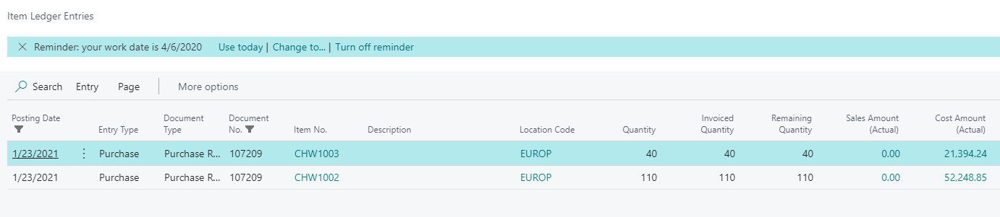 Item Ledger Entries
Reminder: your work date is 4/6/2020 Use today | Change to... | Turn off reminder
Search Entry Page More options
Posting Date Entry Type Document Type Document No. Item No. Description Location Code Quantity Invoiced Quantity Remaining Quantity Sales Amount (Actual) Cost Amount (Actual)
1/23/2021 Purchase Purchase R... 107209 CHW1003 EUROP 40 40 40 0.00 21,394.24
1/23/2021 Purchase Purchase R... 107209 CHW1002 EUROP 110 110 110 0.00 52,248.85